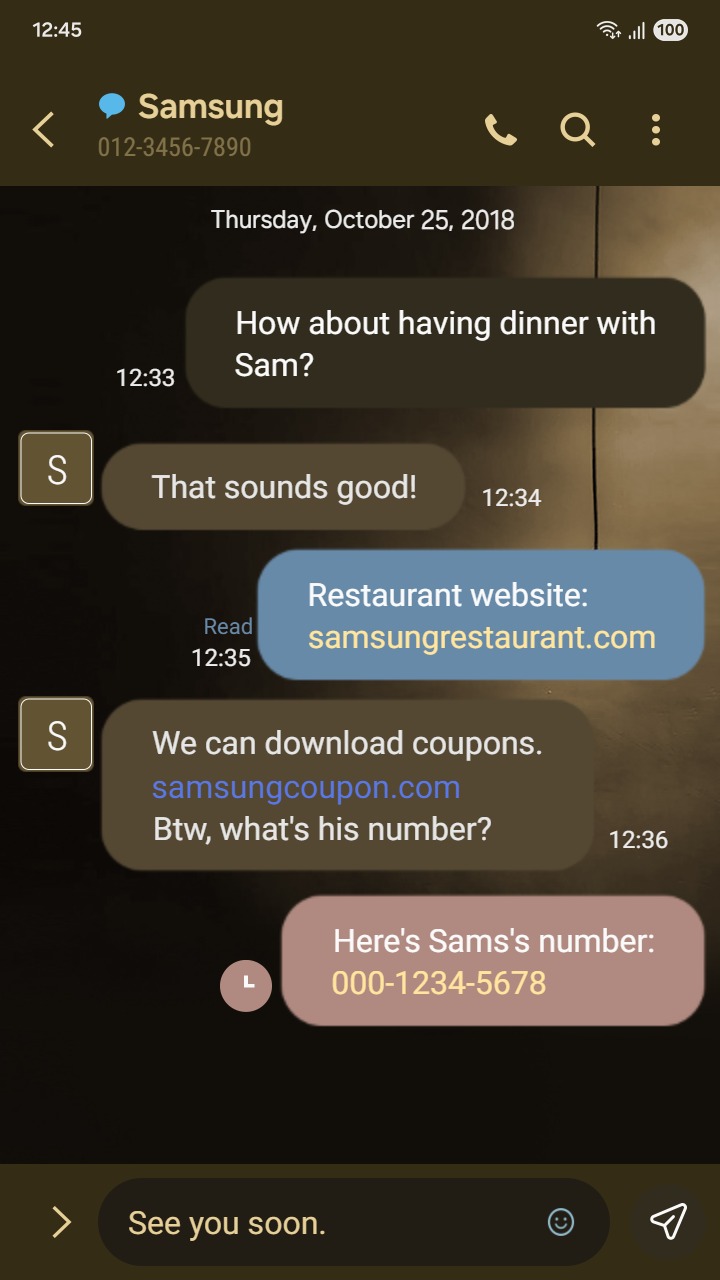 12:45
100
Samsung
012-3456-7890
Thursday, October 25, 2018
How about having dinner with
Sam?
12:33
S
That sounds good!
12:34
Restaurant website:
samsungrestaurant.com
Read
12:35
S
We can download coupons.
samsungcoupon.com
Btw, what's his number?
12:36
Here's Sams's number:
000-1234-5678
See you soon.